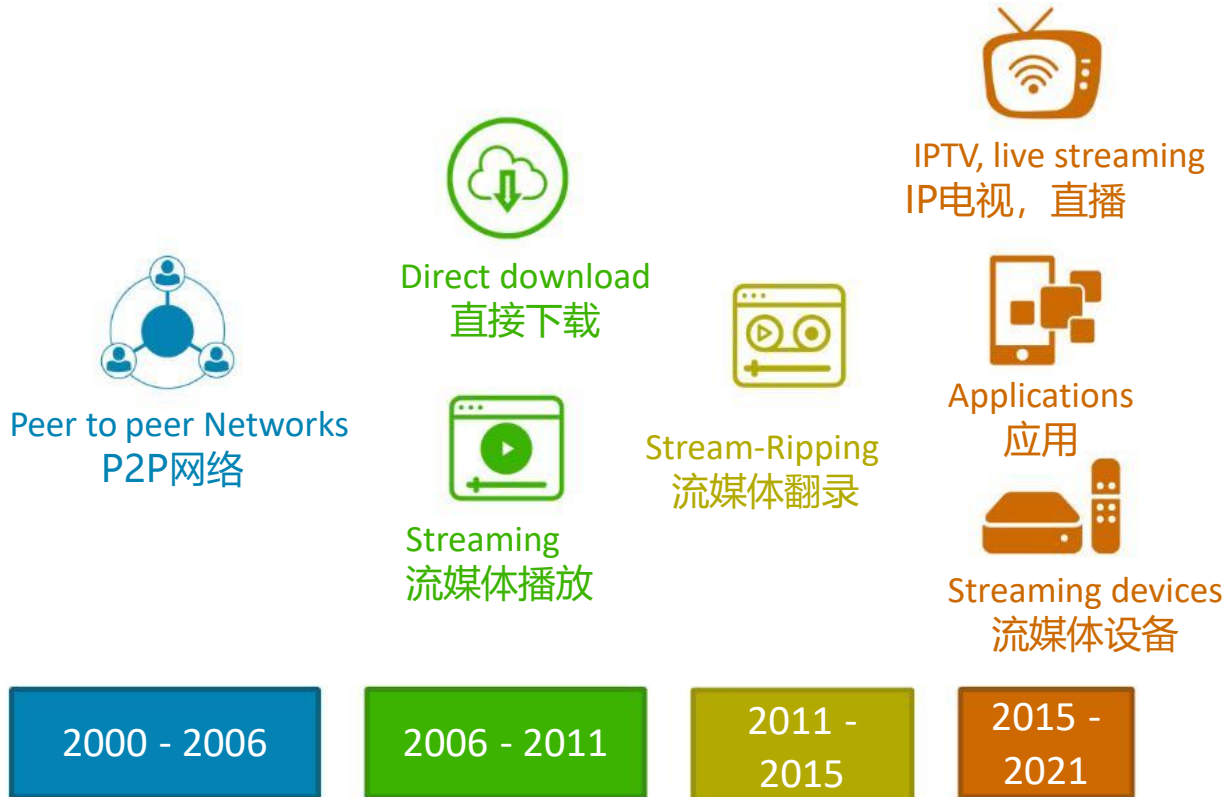 Peer to peer Networks
P2P网络
Direct download
直接下载
Streaming
流媒体播放
Stream-Ripping
流媒体翻录
IPTV, live streaming
IP电视，直播
Applications
应用
Streaming devices
流媒体设备
2000 - 2006
2006 - 2011
2011 -
2015
2015 -
2021